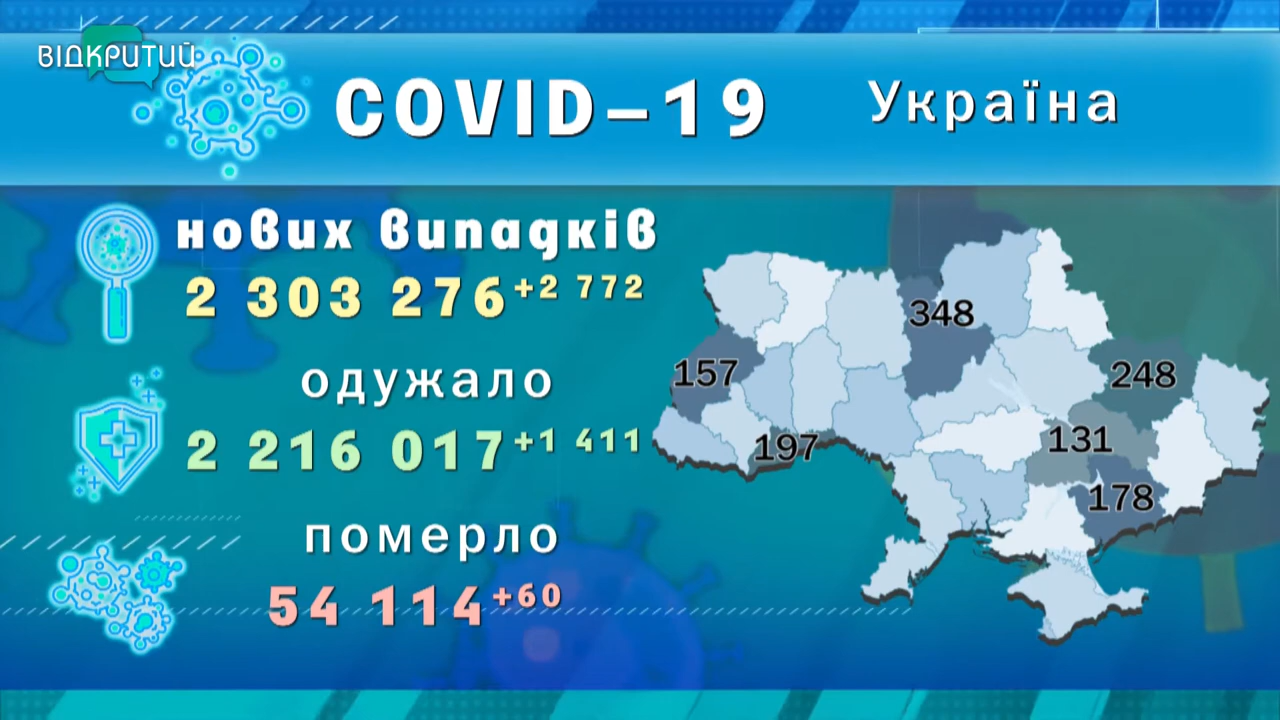 ВІДКРИТИЙ
COVID–19 Україна
нових випадків
2 303 276 +2 772
одужало
2 216 017 +1 411
померло
54 114 +60
348
157
248
131
197
178